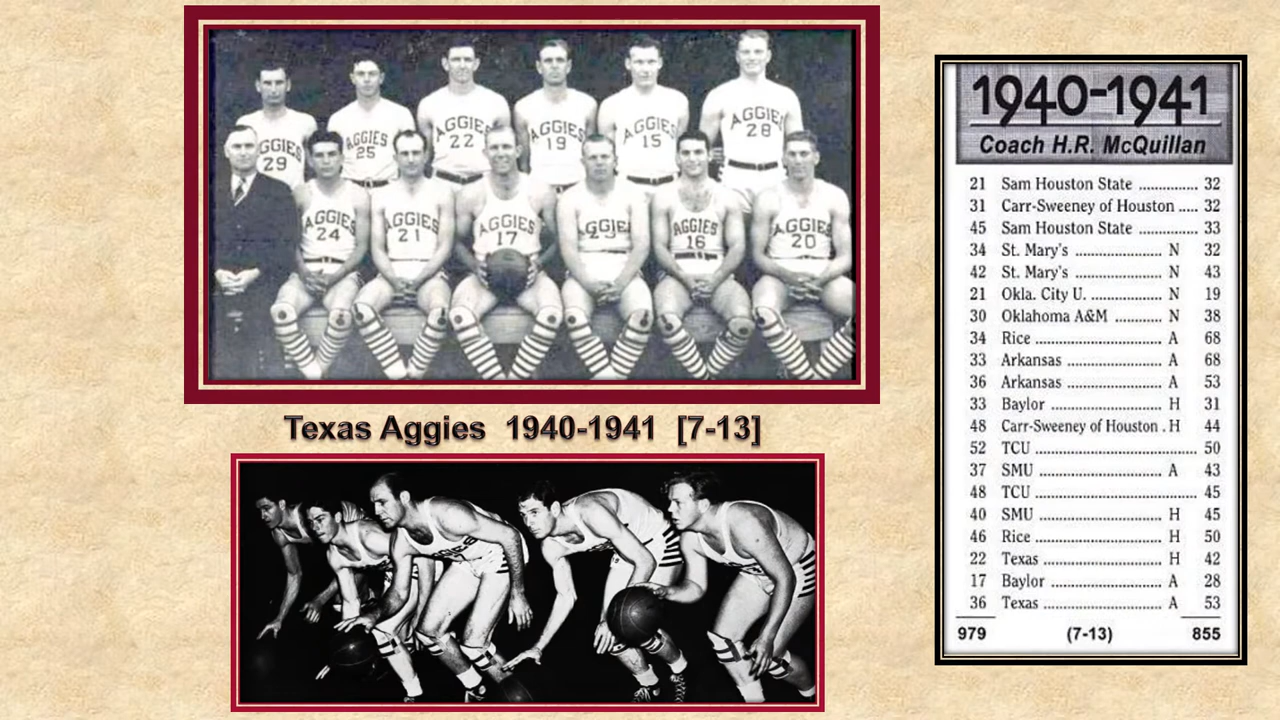 AGGIES 29
AGGIES 25
AGGIES 22
AGGIES 19
AGGIES 15
AGGIES 28
AGGIES 24
AGGIES 21
AGGIES 17
AGGIES
AGGIES 16
AGGIES 20
Texas Aggies 1940-1941 [7-13]
1940-1941
Coach H.R. McQuillan
21 Sam Houston State ............... 32
31 Carr-Sweeney of Houston ..... 32
45 Sam Houston State ............... 33
34 St. Mary's ...................... N 32
42 St. Mary's ...................... N 43
21 Okla. City U. .................. N 19
30 Oklahoma A&M ............ N 38
34 Rice ................................ A 68
33 Arkansas ........................ A 68
36 Arkansas ........................ A 53
33 Baylor ............................. H 31
48 Carr-Sweeney of Houston . H 44
52 TCU ......................................... 50
37 SMU ............................... A 43
48 TCU ......................................... 45
40 SMU ............................... H 45
46 Rice ................................ H 50
22 Texas .............................. H 42
17 Baylor ............................. A 28
36 Texas .............................. A 53
979 (7-13) 855